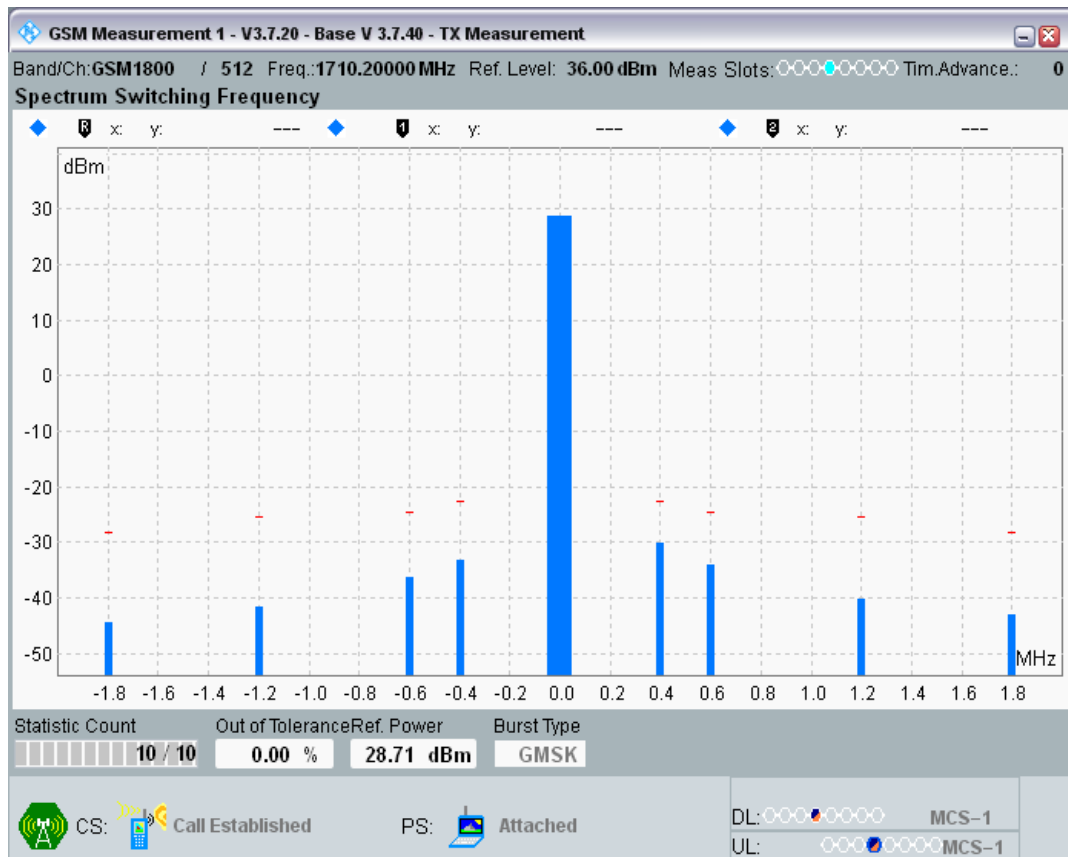 GSM Measurement 1 - V3.7.20 - Base V 3.7.40 - TX Measurement
Band/Ch:GSM1800 / 512 Freq.:1710.20000 MHz Ref. Level: 36.00 dBm Meas Slots: Tim.Advance.: 0
Spectrum Switching Frequency
R x: y: --- 1 x: y: --- 2 x: y: ---
dBm
30
20
10
0
-10
-20
-30
-40
-50
MHz
-1.8 -1.6 -1.4 -1.2 -1.0 -0.8 -0.6 -0.4 -0.2 0.0 0.2 0.4 0.6 0.8 1.0 1.2 1.4 1.6 1.8
Statistic Count Out of Tolerance Ref. Power Burst Type
10 / 10 0.00 % 28.71 dBm GMSK
CS: Call Established PS: Attached
DL: MCS-1
UL: MCS-1